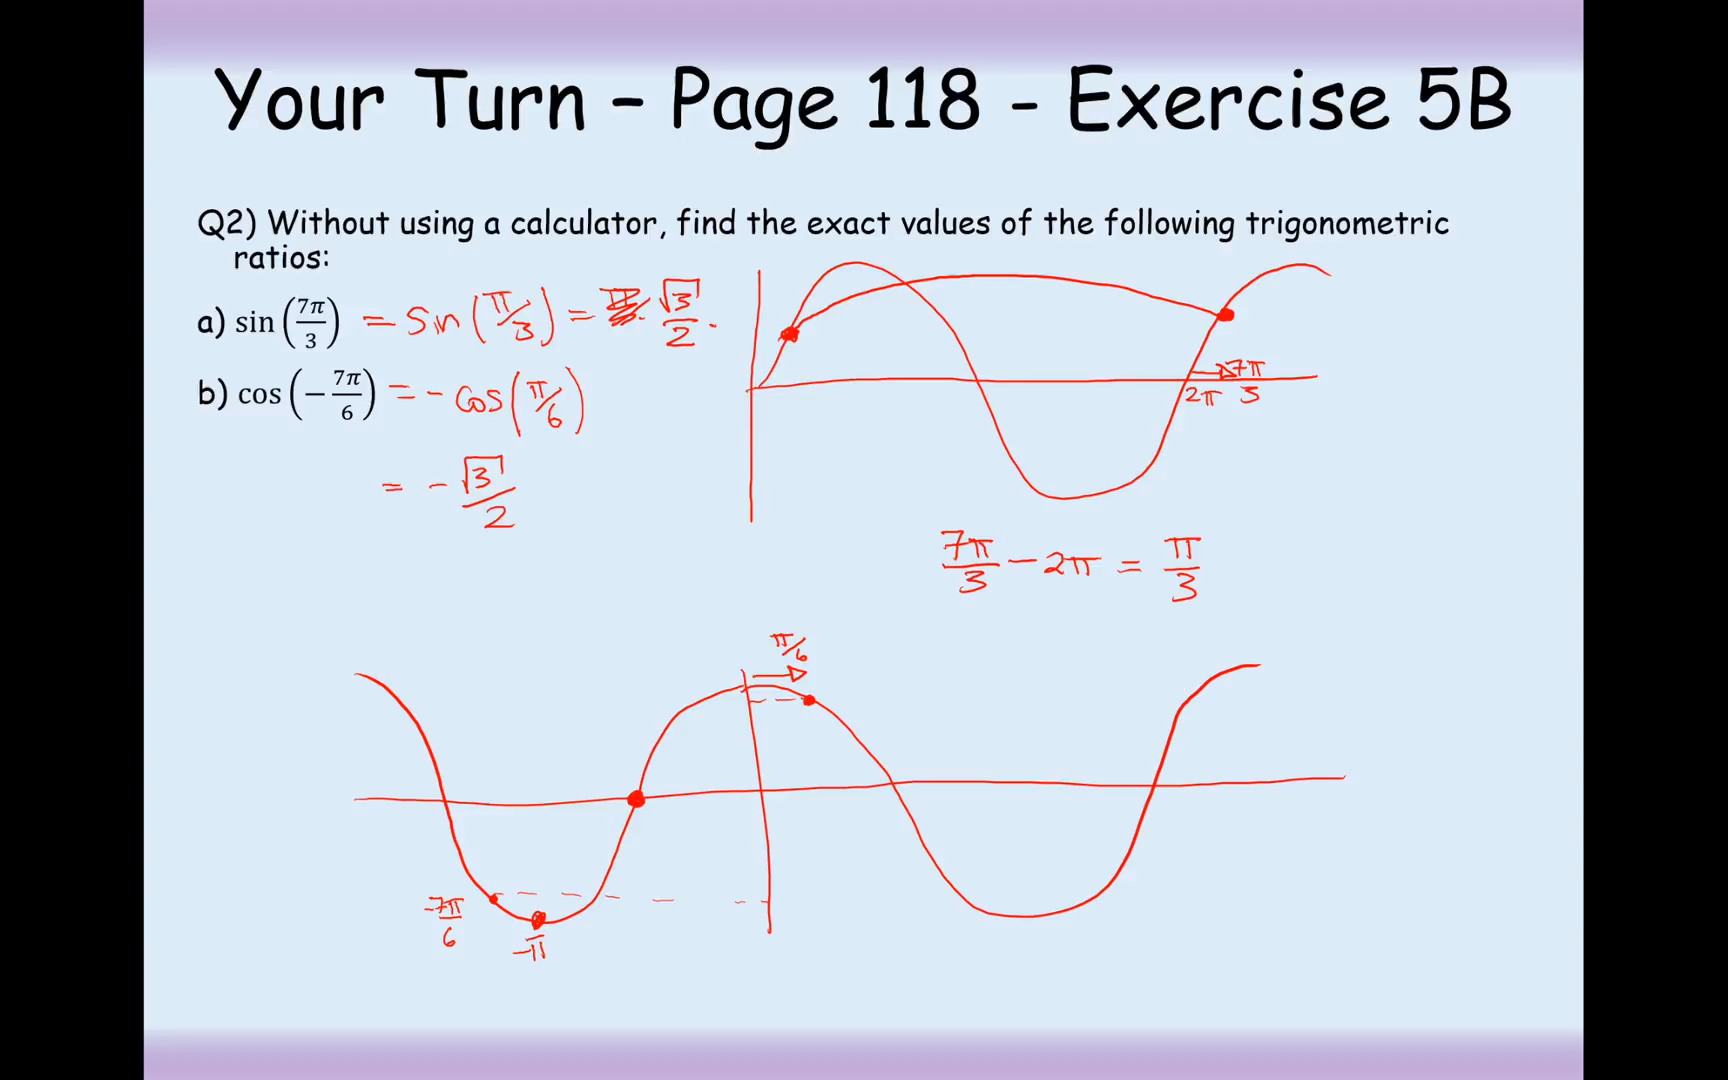 Your Turn – Page 118 - Exercise 5B
Q2) Without using a calculator, find the exact values of the following trigonometric
ratios:
a) sin (7π/3) = sin (π/3) = √3/2.
b) cos (−7π/6) = - cos (π/6)
= - √3/2
2π 7π/3
7π/3 - 2π = π/3
π/6
-7π/6
-π